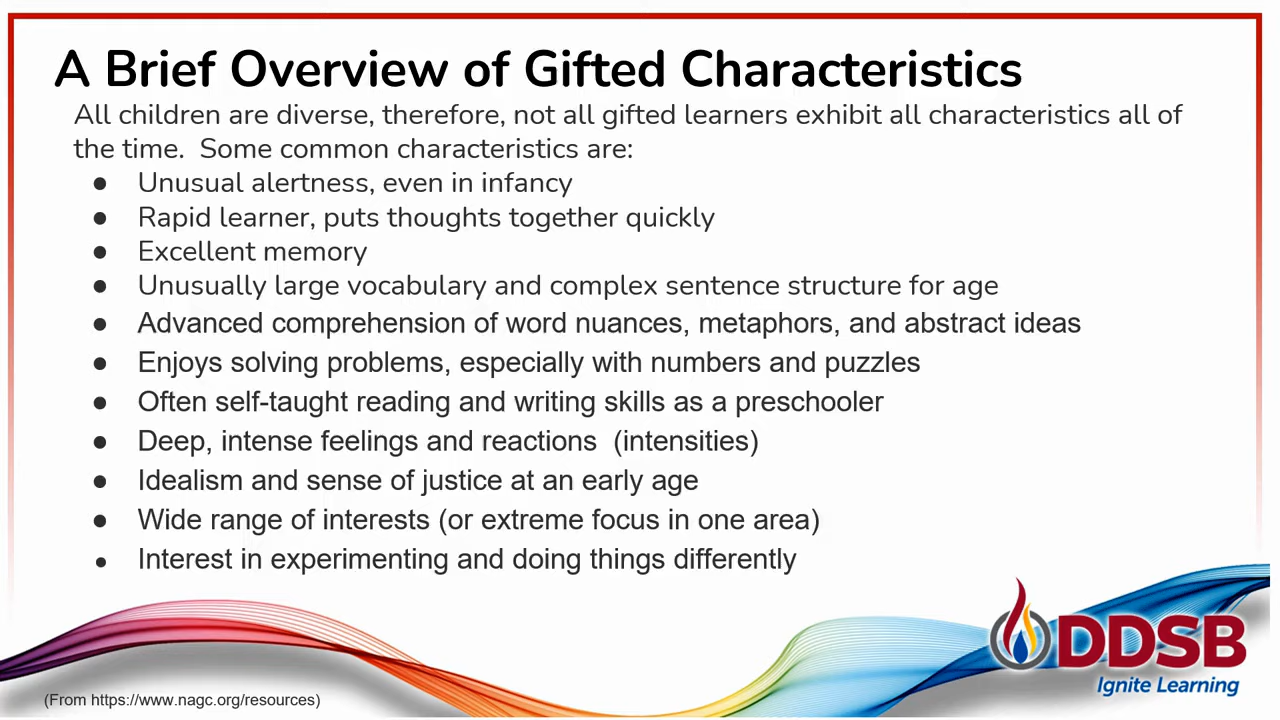 A Brief Overview of Gifted Characteristics
All children are diverse, therefore, not all gifted learners exhibit all characteristics all of
the time.  Some common characteristics are:
● Unusual alertness, even in infancy
● Rapid learner, puts thoughts together quickly
● Excellent memory
● Unusually large vocabulary and complex sentence structure for age
● Advanced comprehension of word nuances, metaphors, and abstract ideas
● Enjoys solving problems, especially with numbers and puzzles
● Often self-taught reading and writing skills as a preschooler
● Deep, intense feelings and reactions  (intensities)
● Idealism and sense of justice at an early age
● Wide range of interests (or extreme focus in one area)
● Interest in experimenting and doing things differently
DDSB
Ignite Learning
(From https://www.nagc.org/resources)